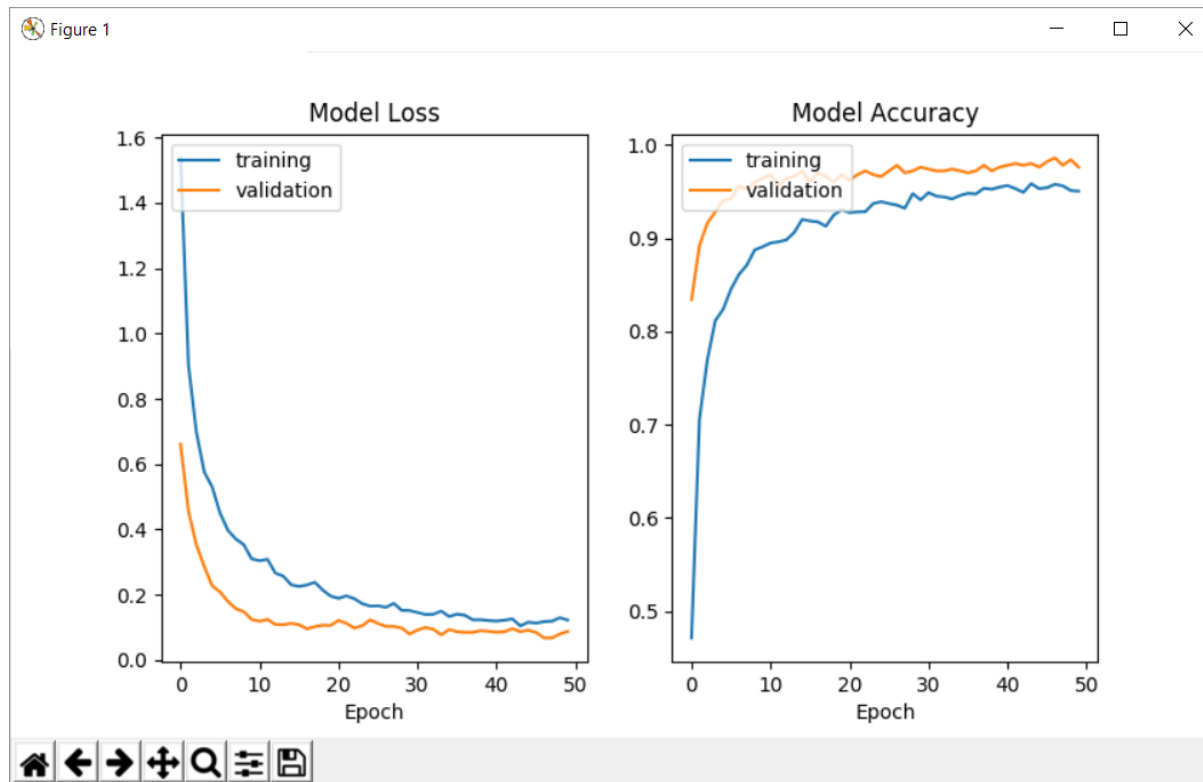 Figure 1
Model Loss
1.6
1.4
1.2
1.0
0.8
0.6
0.4
0.2
0.0
training
validation
0 10 20 30 40 50
Epoch
Model Accuracy
1.0
0.9
0.8
0.7
0.6
0.5
training
validation
0 10 20 30 40 50
Epoch